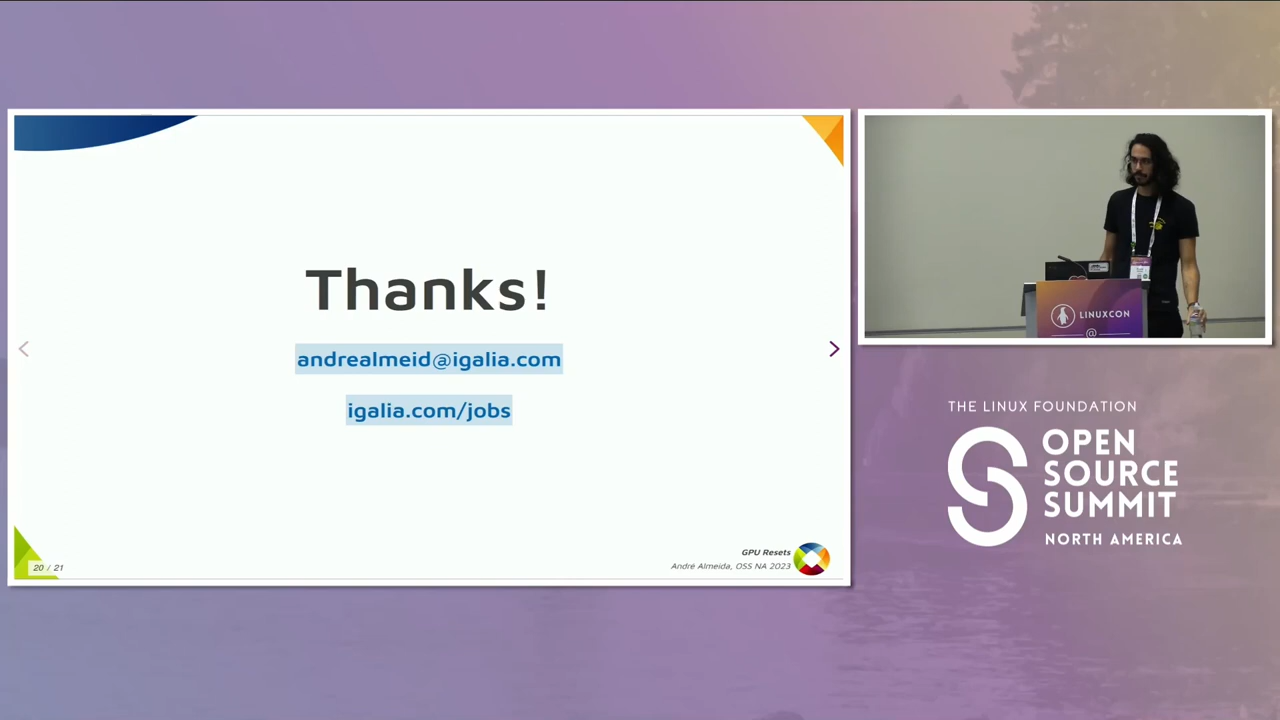 Thanks!
andrealmeid@igalia.com
igalia.com/jobs
20 / 21
GPU Resets
André Almeida, OSS NA 2023
LINUXCON
@
THE LINUX FOUNDATION
OPEN
SOURCE
SUMMIT
NORTH AMERICA